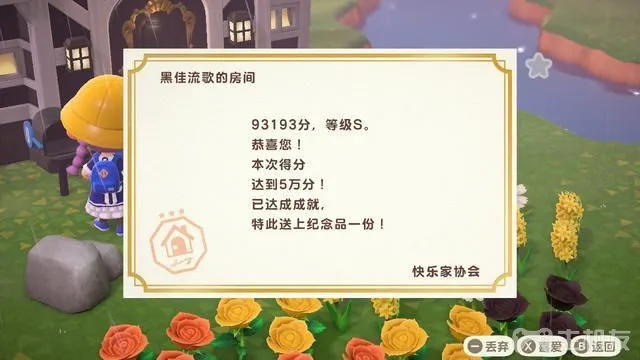 黑佳流歌的房间
93193分，等级S。
恭喜您！
本次得分
达到5万分！
已达成成就，
特此送上纪念品一份！
快乐家协会
丢弃 X 喜爱 B 返回